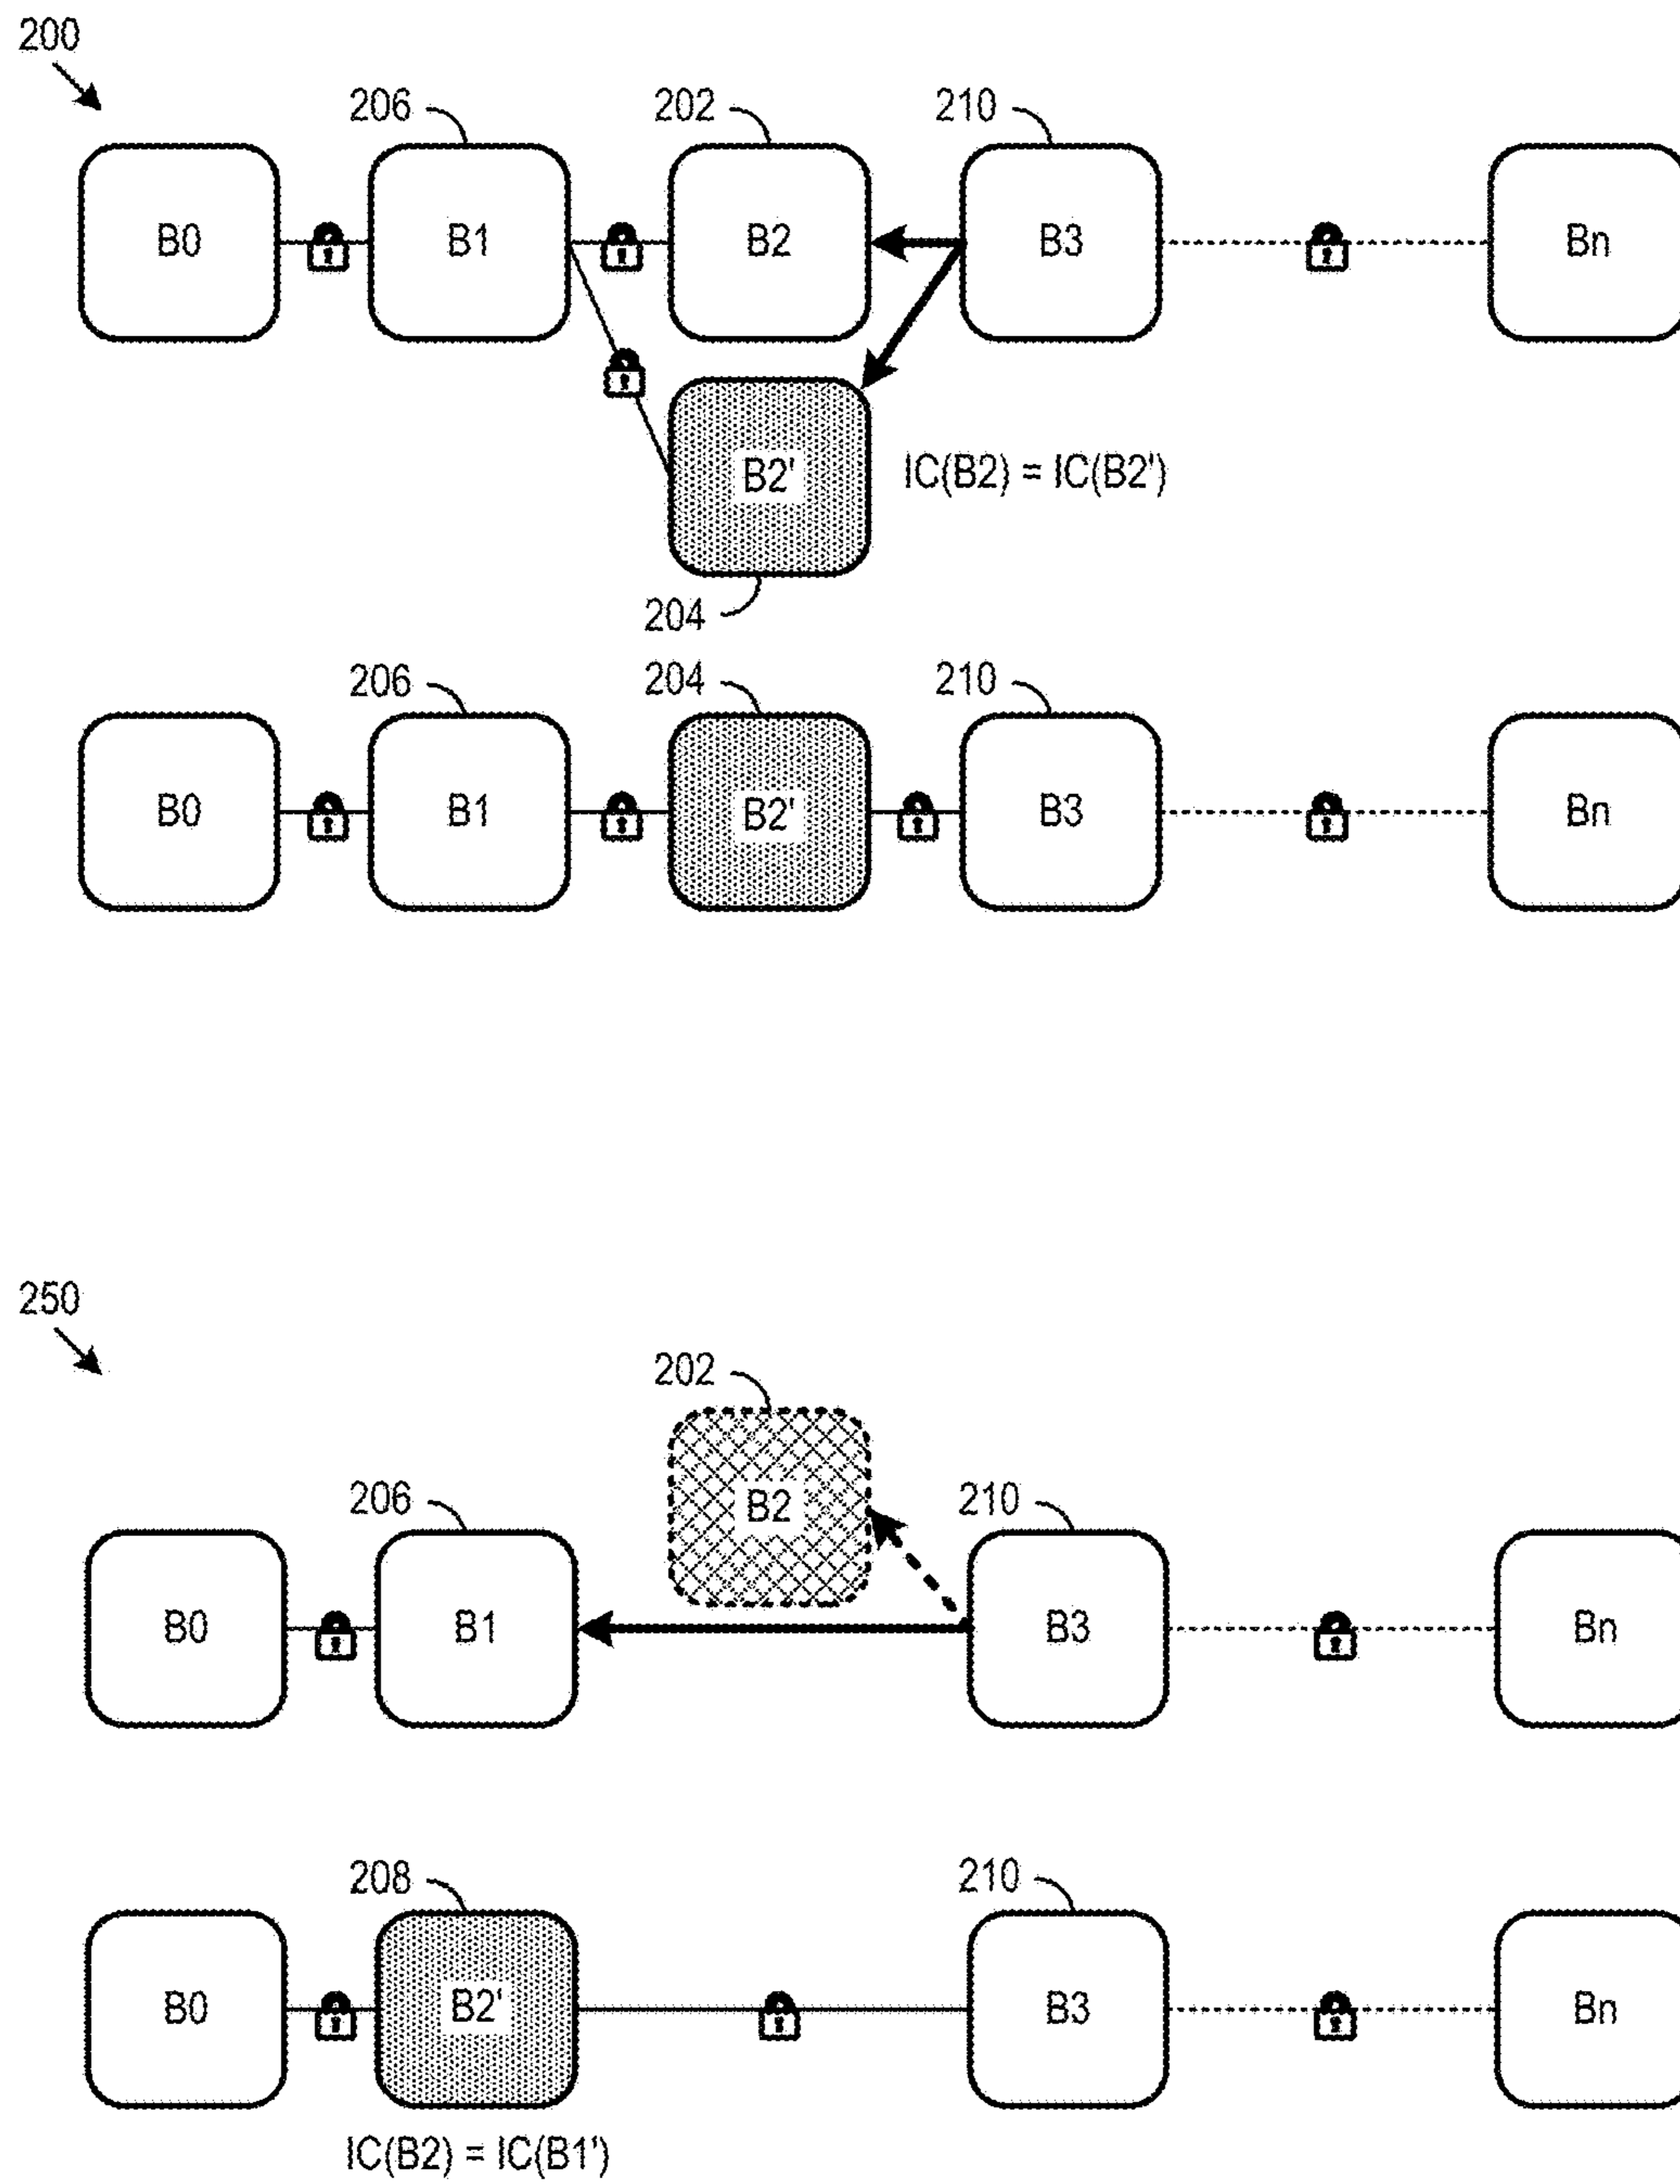 200
206 202 210
B0 B1 B2 B3 Bn
B2' IC(B2) = IC(B2')
204
206 204 210
B0 B1 B2' B3 Bn
250
202
B2
206 210
B0 B1 B3 Bn
208 210
B0 B2' B3 Bn
IC(B2) = IC(B1')